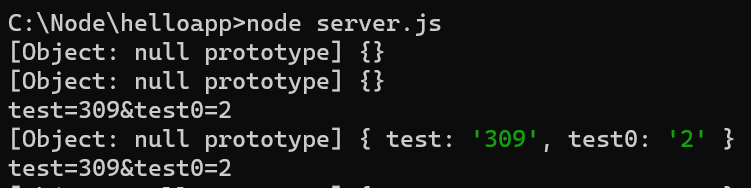 C:\Node\helloapp>node server.js
[Object: null prototype] {}
[Object: null prototype] {}
test=309&test0=2
[Object: null prototype] { test: '309', test0: '2' }
test=309&test0=2